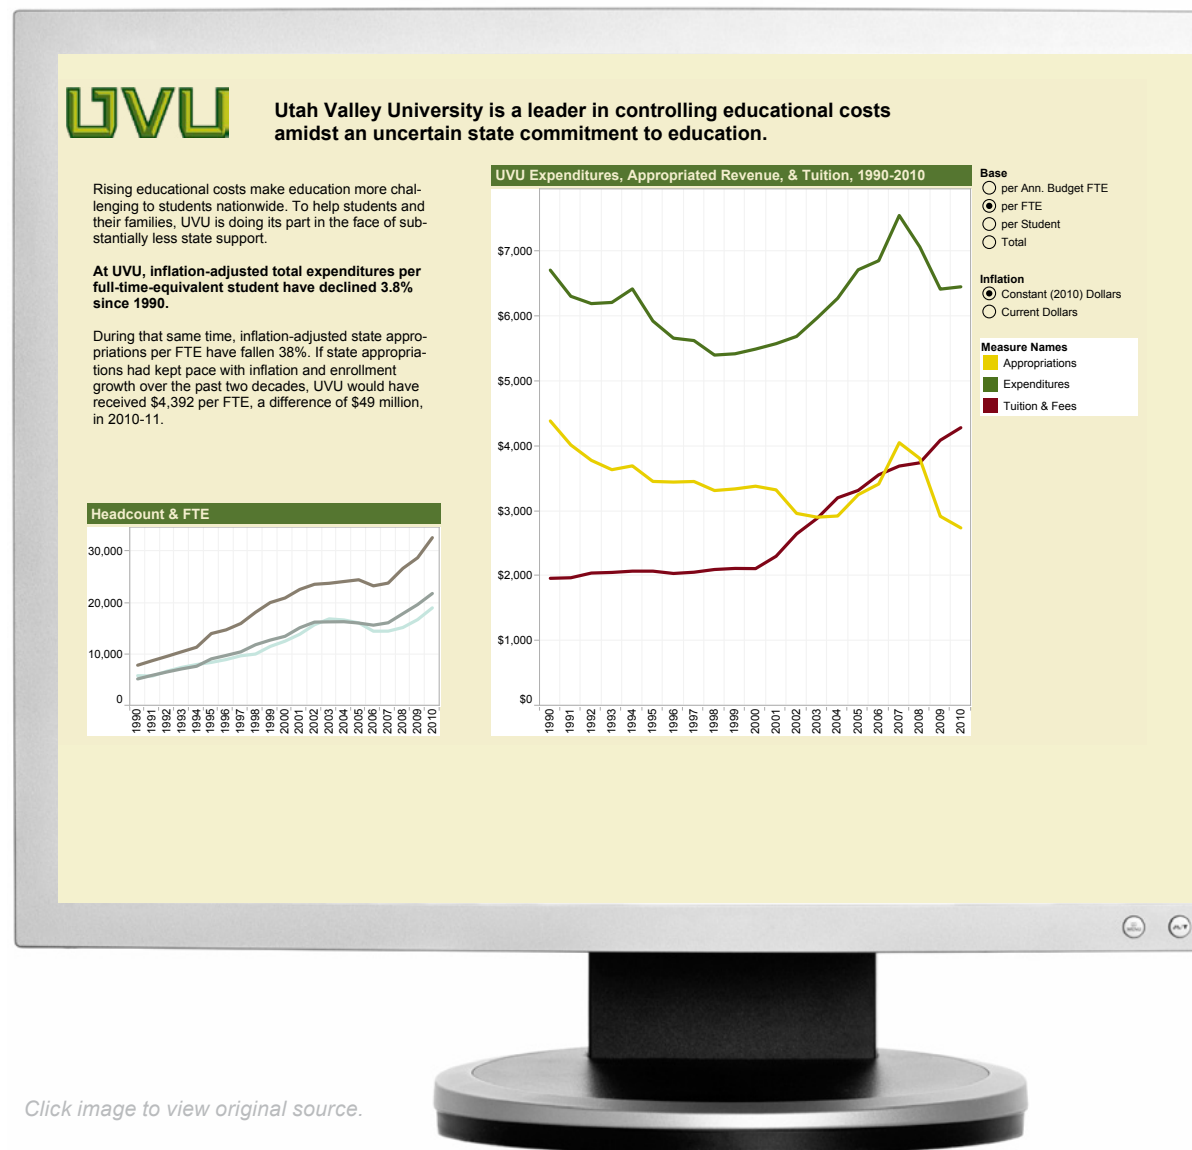 UVU
Utah Valley University is a leader in controlling educational costs
amidst an uncertain state commitment to education.
Rising educational costs make education more chal-
lenging to students nationwide. To help students and
their families, UVU is doing its part in the face of sub-
stantially less state support.
At UVU, inflation-adjusted total expenditures per
full-time-equivalent student have declined 3.8%
since 1990.
During that same time, inflation-adjusted state appro-
priations per FTE have fallen 38%. If state appropria-
tions had kept pace with inflation and enrollment
growth over the past two decades, UVU would have
received $4,392 per FTE, a difference of $49 million,
in 2010-11.
Headcount & FTE
30,000
20,000
10,000
0
1990 1991 1992 1993 1994 1995 1996 1997 1998 1999 2000 2001 2002 2003 2004 2005 2006 2007 2008 2009 2010
UVU Expenditures, Appropriated Revenue, & Tuition, 1990-2010
$7,000
$6,000
$5,000
$4,000
$3,000
$2,000
$1,000
$0
1990 1991 1992 1993 1994 1995 1996 1997 1998 1999 2000 2001 2002 2003 2004 2005 2006 2007 2008 2009 2010
Base
per Ann. Budget FTE
per FTE
per Student
Total
Inflation
Constant (2010) Dollars
Current Dollars
Measure Names
Appropriations
Expenditures
Tuition & Fees
Click image to view original source.